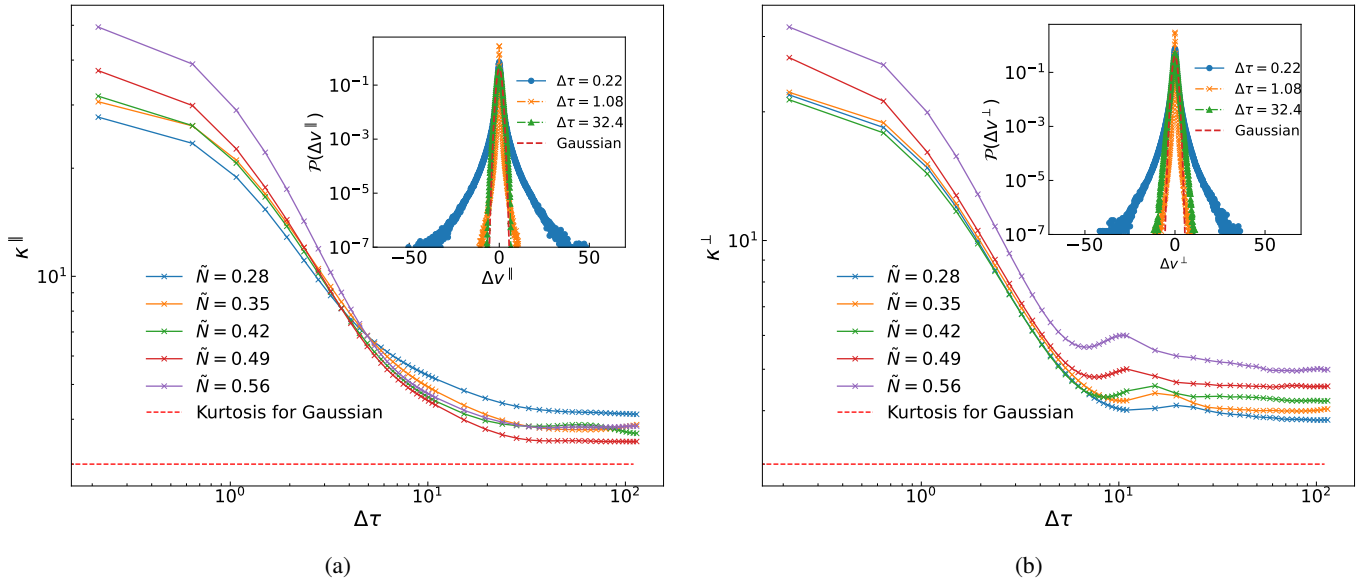 κ∥
10¹
10⁰
10¹
10²
Δτ
Ñ = 0.28
Ñ = 0.35
Ñ = 0.42
Ñ = 0.49
Ñ = 0.56
Kurtosis for Gaussian
𝒫(Δv∥)
10⁻¹
10⁻³
10⁻⁵
10⁻⁷
−50
0
50
Δv∥
Δτ = 0.22
Δτ = 1.08
Δτ = 32.4
Gaussian
(a)
κ⊥
10¹
10⁰
10¹
10²
Δτ
Ñ = 0.28
Ñ = 0.35
Ñ = 0.42
Ñ = 0.49
Ñ = 0.56
Kurtosis for Gaussian
𝒫(Δv⊥)
10⁻¹
10⁻³
10⁻⁵
10⁻⁷
−50
0
50
Δv⊥
Δτ = 0.22
Δτ = 1.08
Δτ = 32.4
Gaussian
(b)